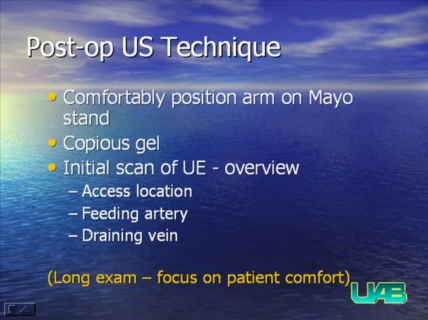 Post-op US Technique
• Comfortably position arm on Mayo
stand
• Copious gel
• Initial scan of UE - overview
– Access location
– Feeding artery
– Draining vein
(Long exam – focus on patient comfort)
UAB